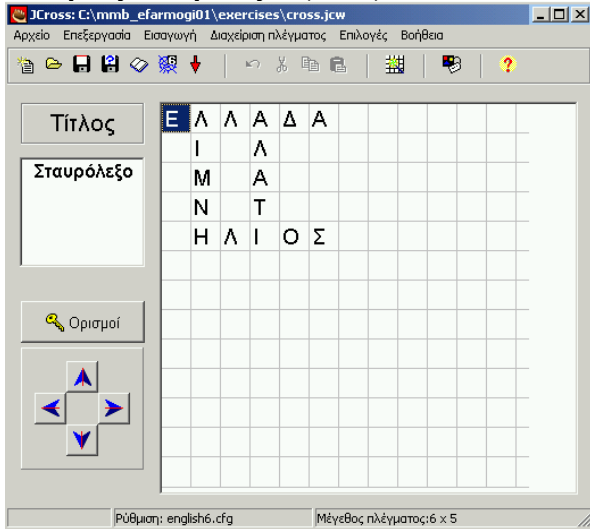 JCross: C:\mmb_efarmogi01\exercises\cross.jcw
Αρχείο Επεξεργασία Εισαγωγή Διαχείριση πλέγματος Επιλογές Βοήθεια
Τίτλος
Σταυρόλεξο
Ε Λ Λ Α Δ Α
Ι Λ
Μ Α
Ν Τ
Η Λ Ι Ο Σ
Ορισμοί
Ρύθμιση: english6.cfg
Μέγεθος πλέγματος:6 x 5